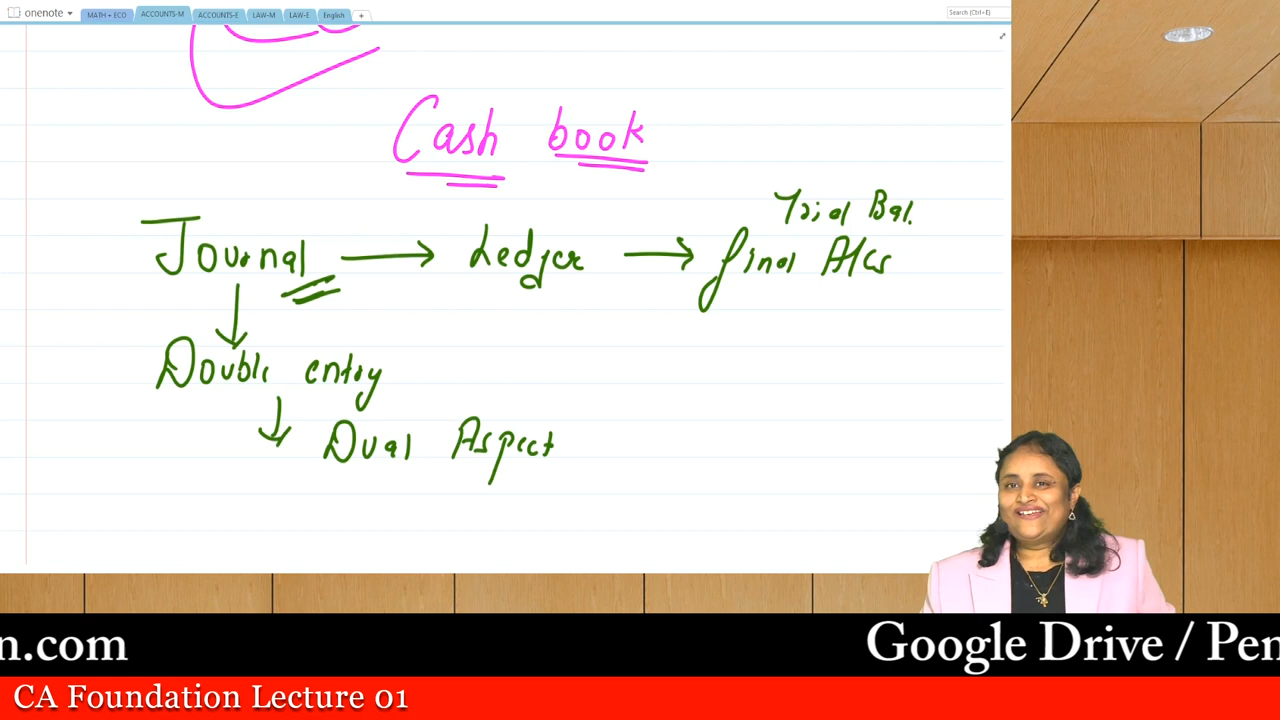 onenote
MATH + ECO ACCOUNTS-M ACCOUNTS-E LAW-M LAW-E English +
Search (Ctrl+E)
Cash book
Trial Bal.
Journal → Ledger → final A/cs
↓
Double entry
↓ Dual Aspect
n.com Google Drive / Pen
CA Foundation Lecture 01